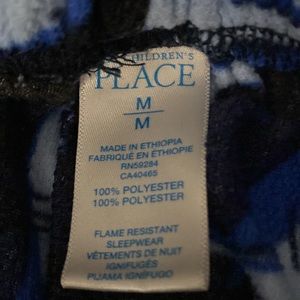 CHILDREN'S
PLACE
M
M
MADE IN ETHIOPIA
FABRIQUÉ EN ÉTHIOPIE
RN59284
CA40465
100% POLYESTER
100% POLYESTER
FLAME RESISTANT
SLEEPWEAR
VÊTEMENTS DE NUIT
IGNIFUGÉS
PIJAMA IGNÍFUGO